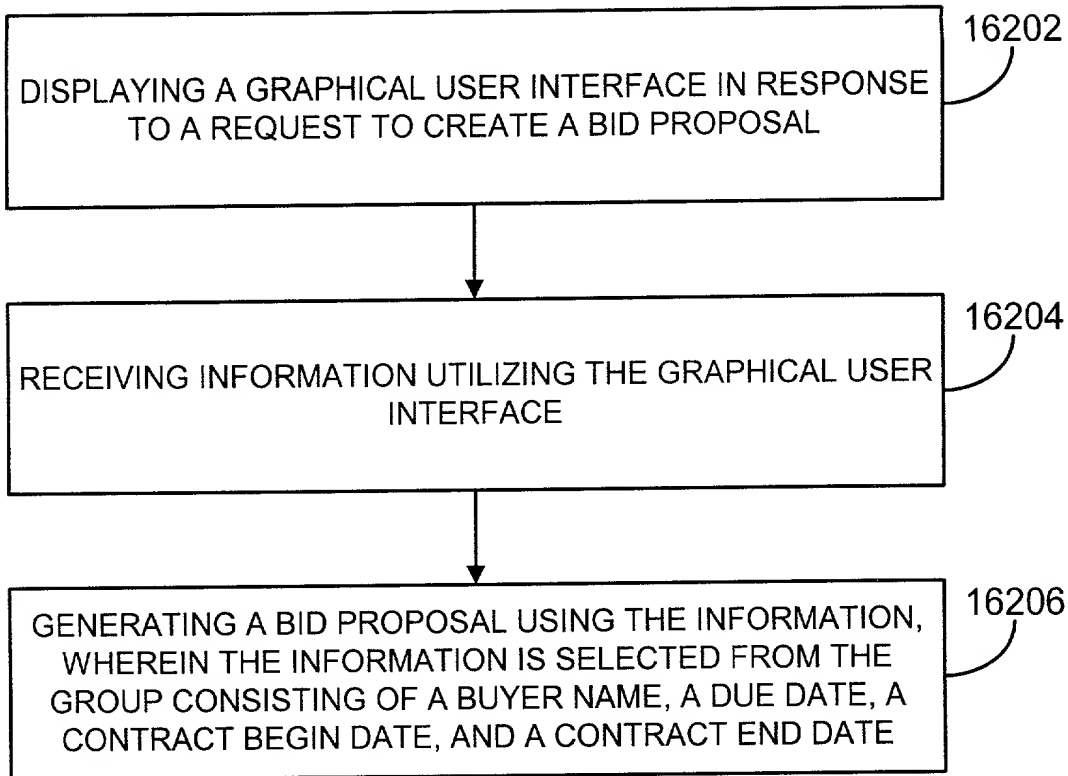 16202
DISPLAYING A GRAPHICAL USER INTERFACE IN RESPONSE
TO A REQUEST TO CREATE A BID PROPOSAL
16204
RECEIVING INFORMATION UTILIZING THE GRAPHICAL USER
INTERFACE
16206
GENERATING A BID PROPOSAL USING THE INFORMATION,
WHEREIN THE INFORMATION IS SELECTED FROM THE
GROUP CONSISTING OF A BUYER NAME, A DUE DATE, A
CONTRACT BEGIN DATE, AND A CONTRACT END DATE